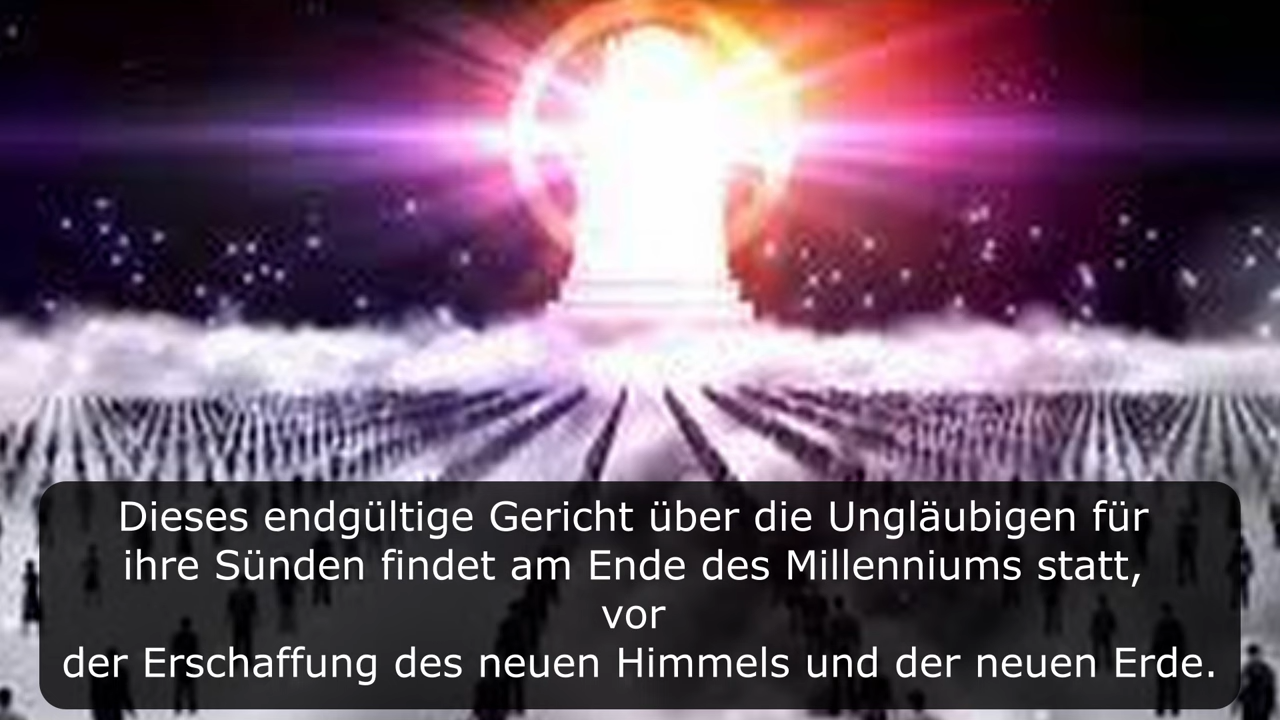 Dieses endgültige Gericht über die Ungläubigen für
ihre Sünden findet am Ende des Millenniums statt,
vor
der Erschaffung des neuen Himmels und der neuen Erde.